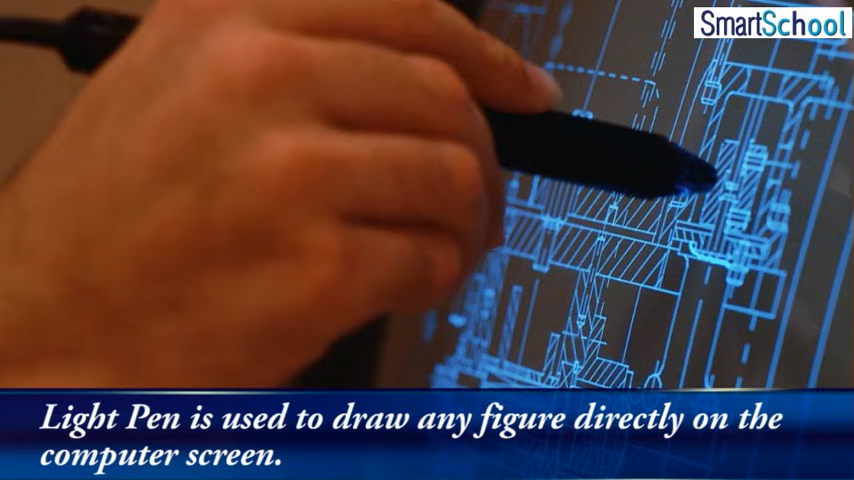 SmartSchool
Light Pen is used to draw any figure directly on the
computer screen.